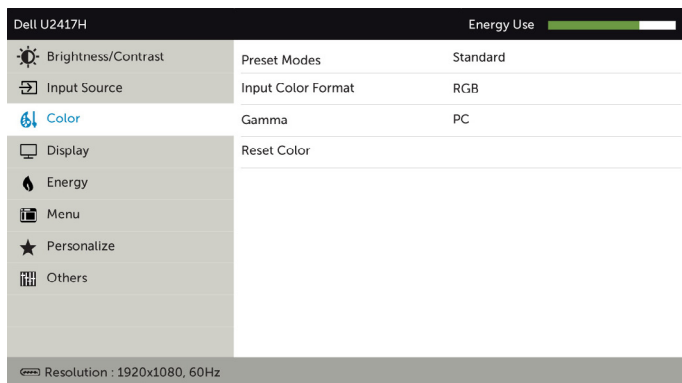 Dell U2417H Energy Use
Brightness/Contrast
Preset Modes Standard
Input Source
Input Color Format RGB
Color
Gamma PC
Display
Reset Color
Energy
Menu
Personalize
Others
Resolution : 1920x1080, 60Hz